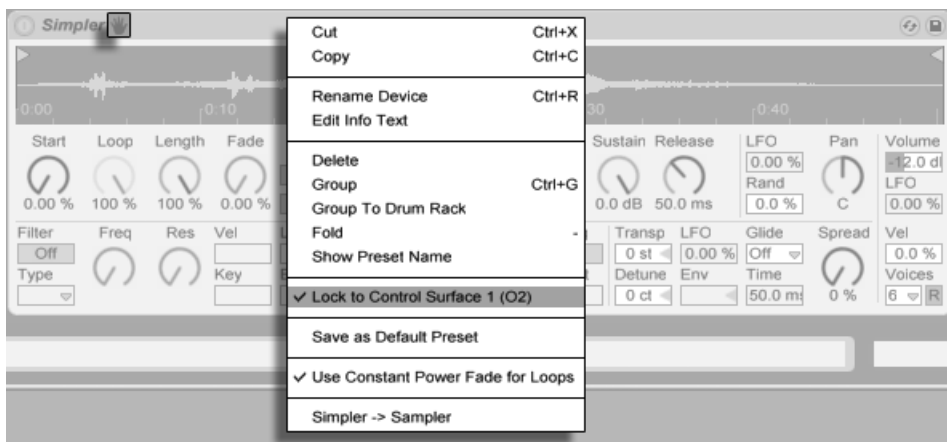 Simpler
Cut Ctrl+X
Copy Ctrl+C
Rename Device Ctrl+R
Edit Info Text
Delete
Group Ctrl+G
Group To Drum Rack
Fold -
Show Preset Name
✓ Lock to Control Surface 1 (O2)
Save as Default Preset
✓ Use Constant Power Fade for Loops
Simpler -> Sampler
0:00 0:10 30 0:40
Start Loop Length Fade
0.00 % 100 % 100 % 0.00 %
Filter Freq Res Vel
Off
Type Key
Sustain Release LFO Pan Volume
0.00 % -12.0 d
Rand LFO
0.0 dB 50.0 ms 0.0 % C 0.00 %
Transp LFO Glide Spread Vel
0 st 0.00 % Off 0.0 %
Detune Env Time Voices
0 ct 50.0 m 0 % 6 R